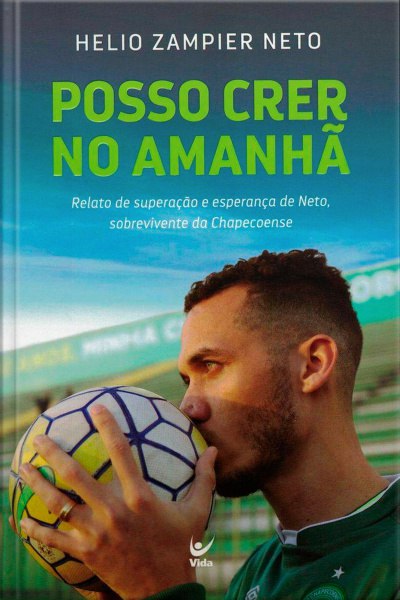 HELIO ZAMPIER NETO
POSSO CRER
NO AMANHÃ
Relato de superação e esperança de Neto,
sobrevivente da Chapecoense
Vida